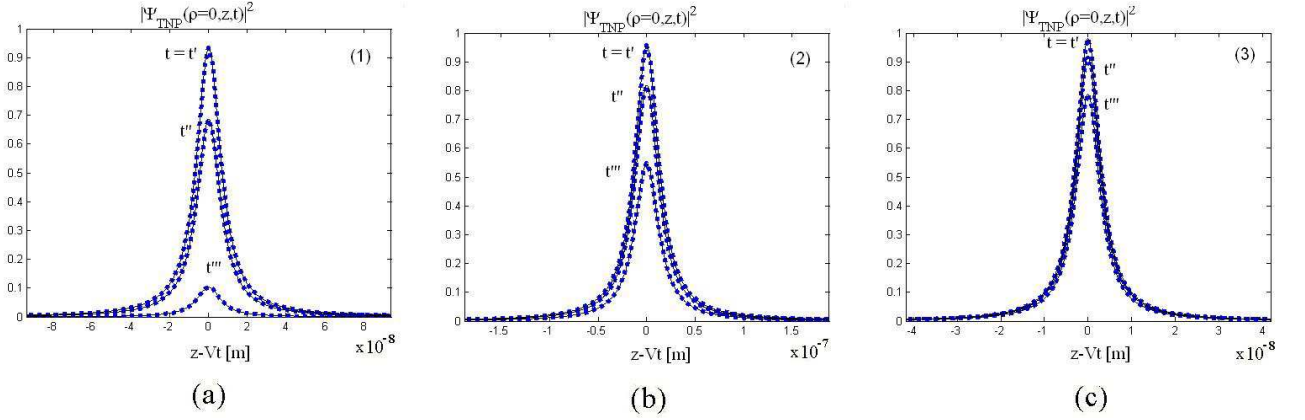 |Ψ_TNP(ρ=0,z,t)|²
(1)
t = t'
t''
t'''
1
0.9
0.8
0.7
0.6
0.5
0.4
0.3
0.2
0.1
0
-8 -6 -4 -2 0 2 4 6 8
x10⁻⁸
z-Vt [m]
(a)
|Ψ_TNP(ρ=0,z,t)|²
(2)
t=t'
t''
t'''
1
0.9
0.8
0.7
0.6
0.5
0.4
0.3
0.2
0.1
0
-1.5 -1 -0.5 0 0.5 1 1.5
x10⁻⁷
z-Vt [m]
(b)
|Ψ_TNP(ρ=0,z,t)|²
(3)
t=t'
t''
t'''
1
0.9
0.8
0.7
0.6
0.5
0.4
0.3
0.2
0.1
0
-4 -3 -2 -1 0 1 2 3 4
x10⁻⁸
z-Vt [m]
(c)